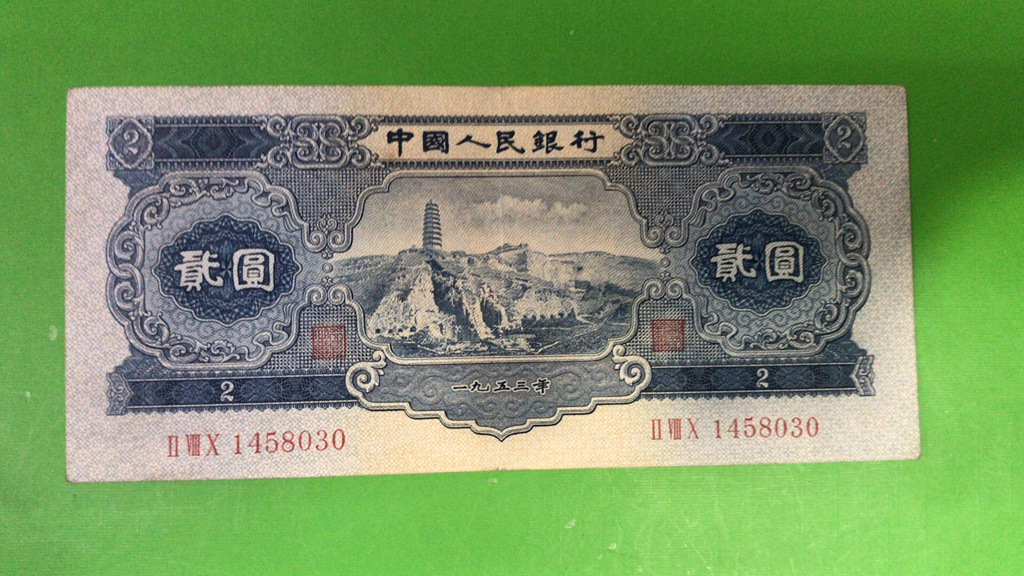 2 中國人民銀行 2
貳圓 貳圓
2 一九五三年 2
II VIII X 1458030 II VIII X 1458030